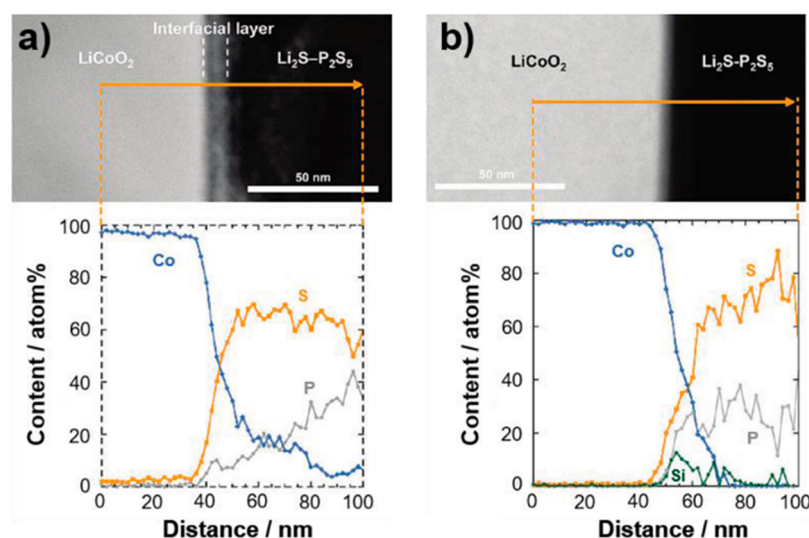 a)
Interfacial layer
LiCoO₂
Li₂S–P₂S₅
50 nm
100
80
60
40
20
0
Content / atom%
Co
S
P
0 20 40 60 80 100
Distance / nm
b)
LiCoO₂
Li₂S-P₂S₅
50 nm
100
80
60
40
20
0
Content / atom%
Co
S
P
Si
0 20 40 60 80 100
Distance / nm